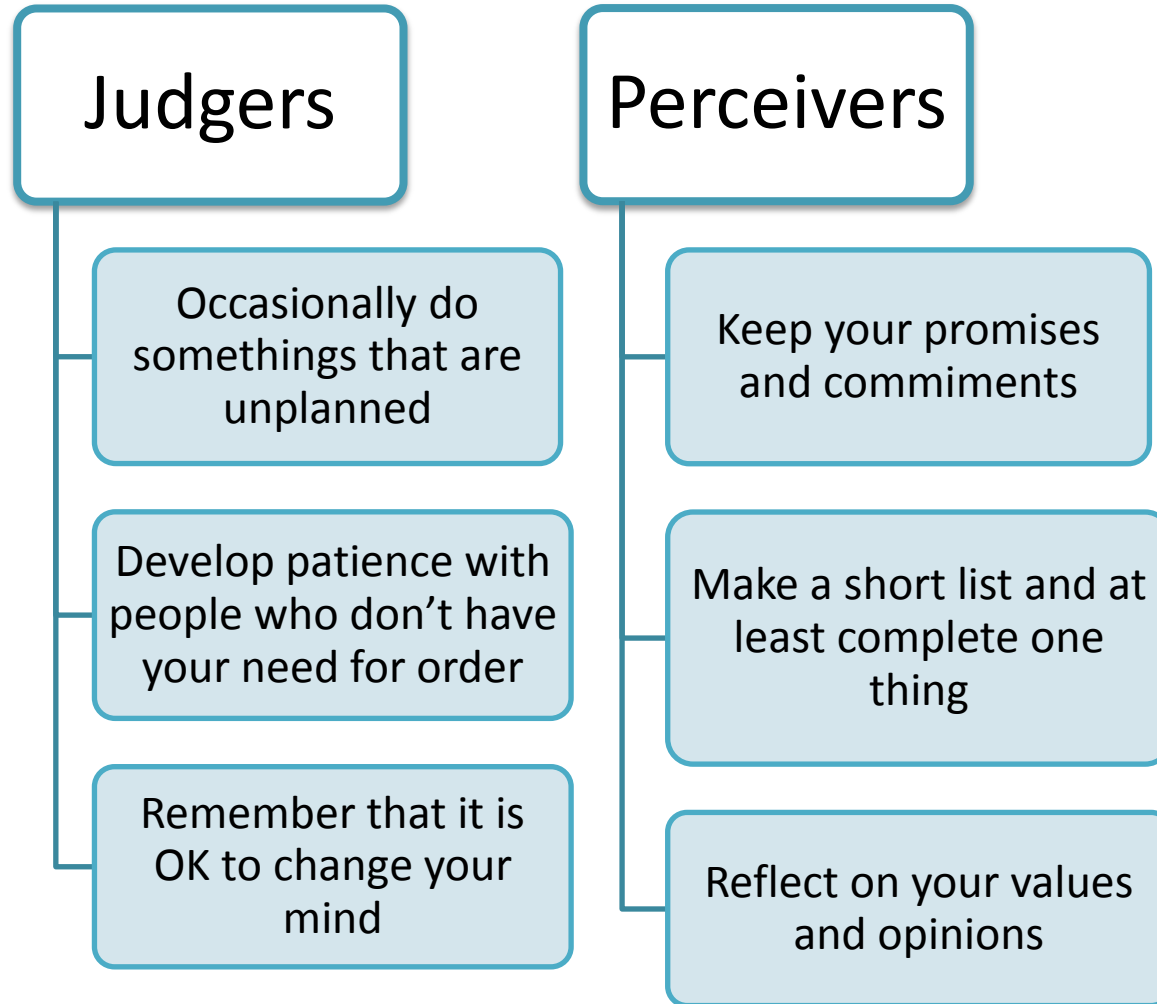 Judgers
Occasionally do
somethings that are
unplanned
Develop patience with
people who don’t have
your need for order
Remember that it is
OK to change your
mind
Perceivers
Keep your promises
and commiments
Make a short list and at
least complete one
thing
Reflect on your values
and opinions